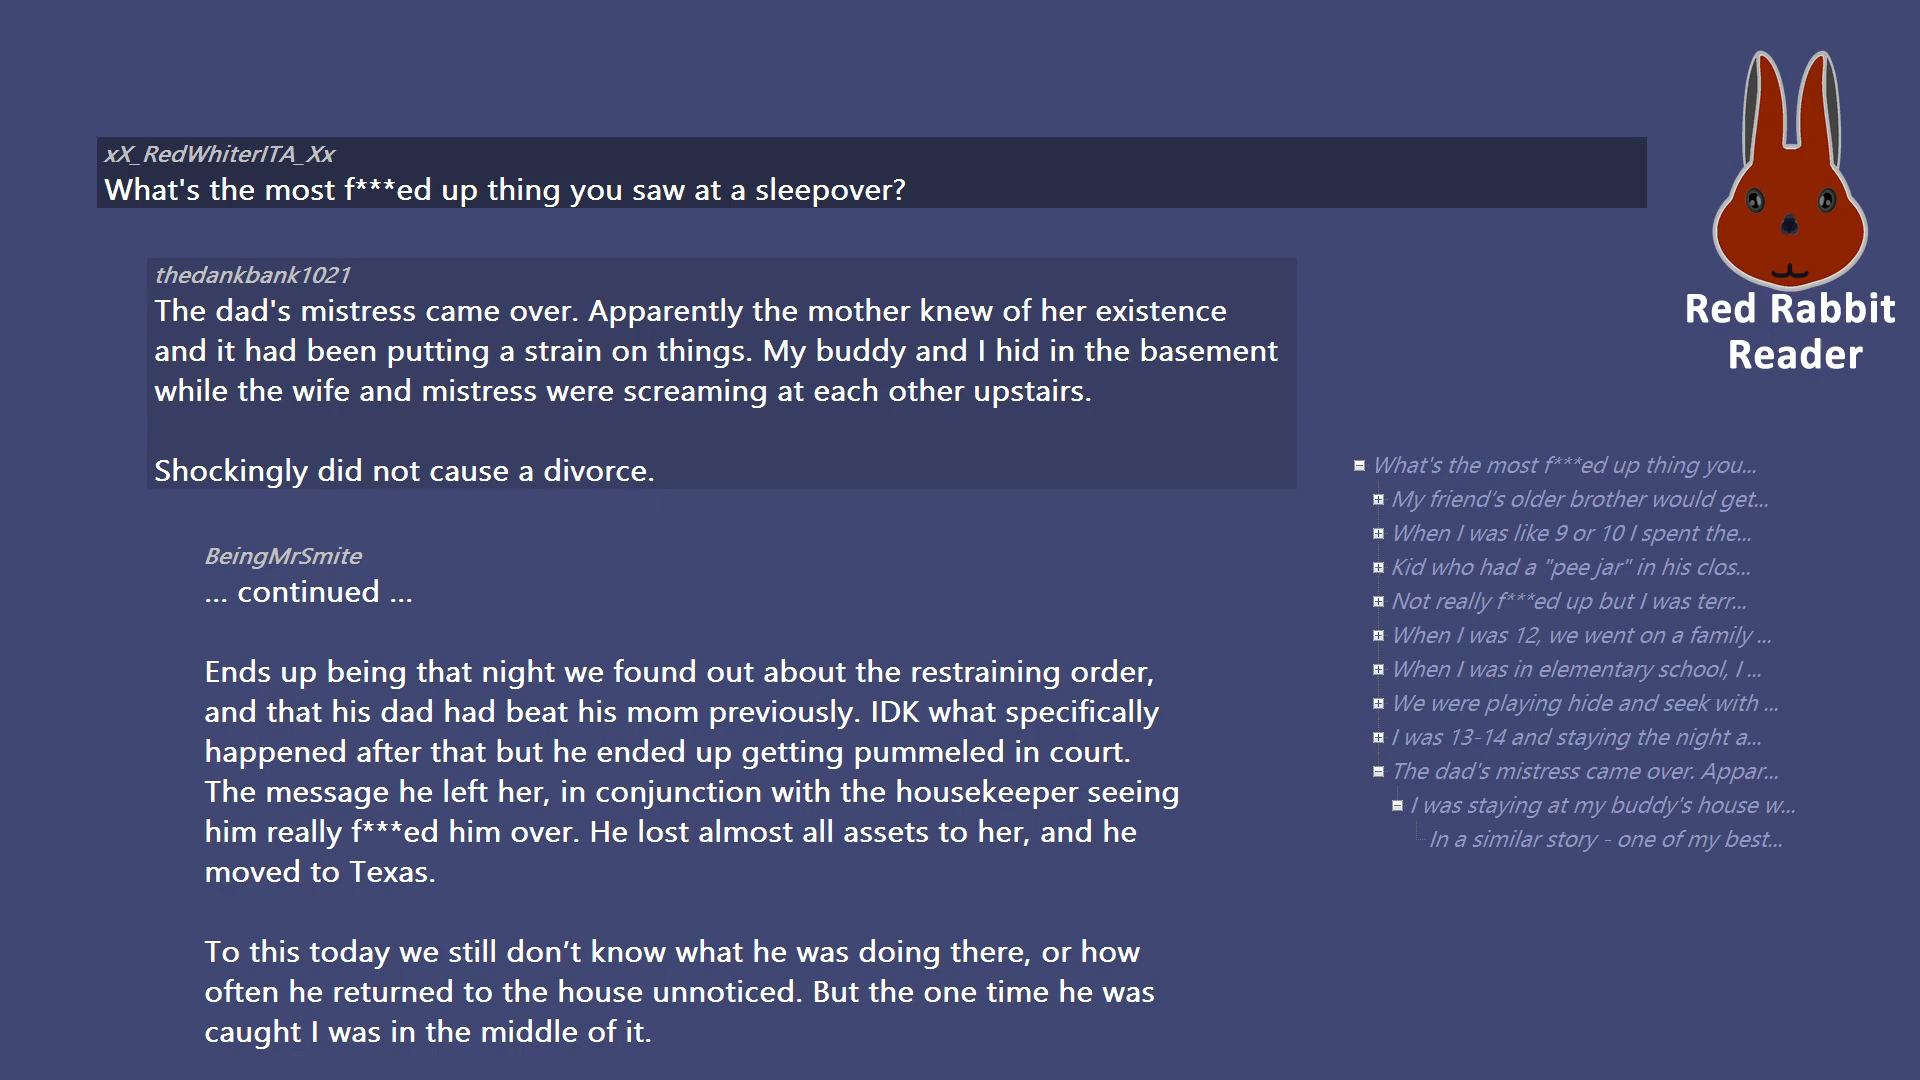 xX_RedWhiterITA_Xx
What's the most f***ed up thing you saw at a sleepover?
thedankbank1021
The dad's mistress came over. Apparently the mother knew of her existence
and it had been putting a strain on things. My buddy and I hid in the basement
while the wife and mistress were screaming at each other upstairs.
Shockingly did not cause a divorce.
BeingMrSmite
... continued ...
Ends up being that night we found out about the restraining order,
and that his dad had beat his mom previously. IDK what specifically
happened after that but he ended up getting pummeled in court.
The message he left her, in conjunction with the housekeeper seeing
him really f***ed him over. He lost almost all assets to her, and he
moved to Texas.
To this today we still don’t know what he was doing there, or how
often he returned to the house unnoticed. But the one time he was
caught I was in the middle of it.
Red Rabbit
Reader
What's the most f***ed up thing you...
My friend’s older brother would get...
When I was like 9 or 10 I spent the...
Kid who had a "pee jar" in his clos...
Not really f***ed up but I was terr...
When I was 12, we went on a family ...
When I was in elementary school, I ...
We were playing hide and seek with ...
I was 13-14 and staying the night a...
The dad's mistress came over. Appar...
I was staying at my buddy's house w...
In a similar story - one of my best...